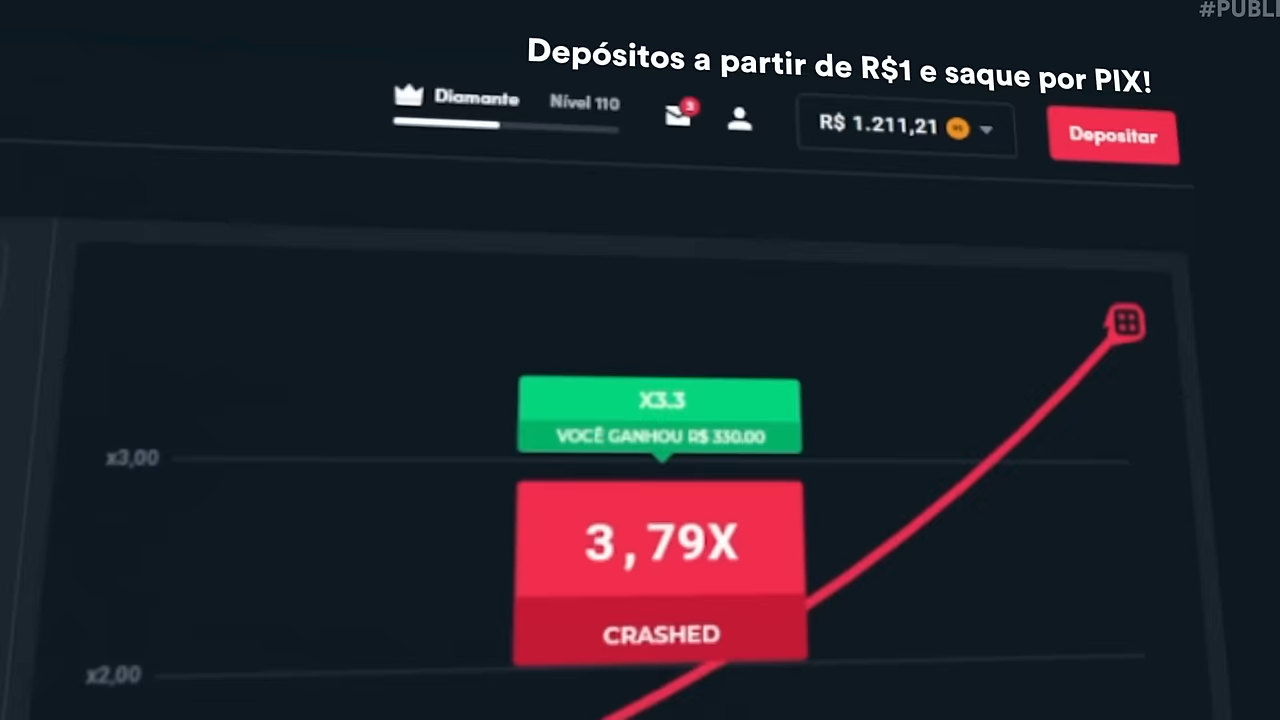 #PUBLI
Depósitos a partir de R$1 e saque por PIX!
Diamante Nível 110 3 R$ 1.211,21 Depositar
X3.3
VOCÊ GANHOU R$ 330.00
x3,00
3,79X
CRASHED
x2,00